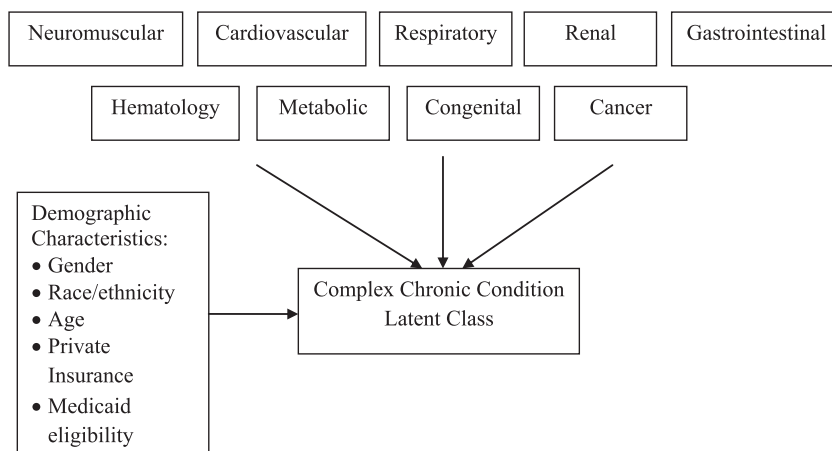 Neuromuscular
Cardiovascular
Respiratory
Renal
Gastrointestinal
Hematology
Metabolic
Congenital
Cancer
Demographic
Characteristics:
• Gender
• Race/ethnicity
• Age
• Private
Insurance
• Medicaid
eligibility
Complex Chronic Condition
Latent Class